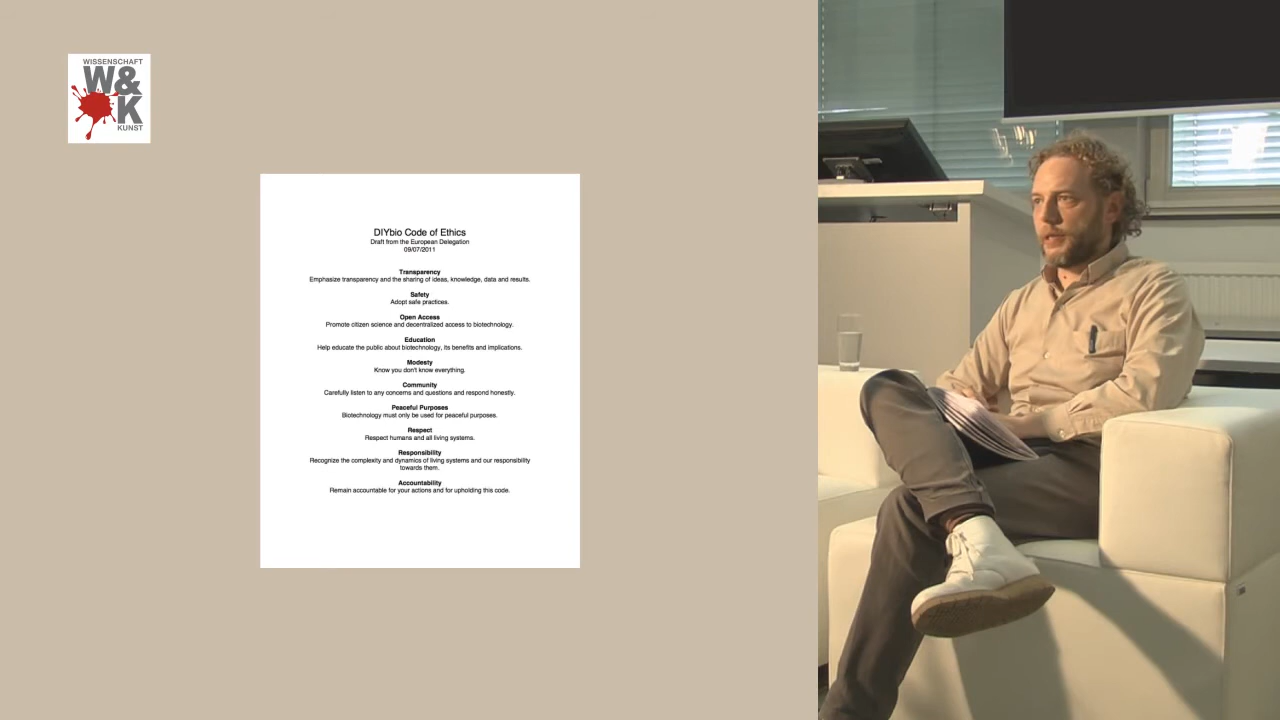 WISSENSCHAFT
W&
K
KUNST
DIYbio Code of Ethics
Draft from the European Delegation
09/07/2011
Transparency
Emphasize transparency and the sharing of ideas, knowledge, data and results.
Safety
Adopt safe practices.
Open Access
Promote citizen science and decentralized access to biotechnology.
Education
Help educate the public about biotechnology, its benefits and implications.
Modesty
Know you don't know everything.
Community
Carefully listen to any concerns and questions and respond honestly.
Peaceful Purposes
Biotechnology must only be used for peaceful purposes.
Respect
Respect humans and all living systems.
Responsibility
Recognize the complexity and dynamics of living systems and our responsibility
towards them.
Accountability
Remain accountable for your actions and for upholding this code.